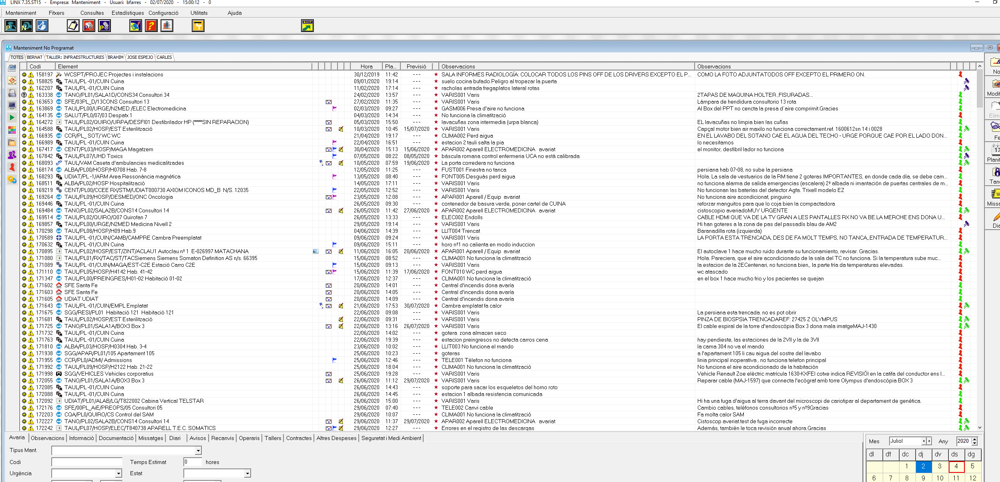 LINX 7.35.ST15 - Empresa: Manteniment - Usuari: bfarres - 02/07/2020 - 15:00:12 - 0
Manteniment Fitxers Consultes Estadístiques Configuració Utilitats Ajuda
P N P P ? EXIT
Manteniment No Programat
TOTES BERNAT TALLER: INFRAESTRUCTURES BRAHIM JOSE ESPEJO CARLES
Codi Element Hora Pla... Previsió Observacions Observacions
158197 WCSPT/PROJEC Projectes i instalacions 30/12/2019 11:42 --- SALA INFORMES RADIOLOGÍA: COLOCAR TODOS LOS PINS OFF DE LOS DRIVERS EXCEPTO EL P... COMO LA FOTO ADJUNTATODOS OFF EXCEPTO EL PRIMERO ON.
158825 TAUL/PL-01/CUIN Cuina 09/01/2020 19:14 --- suelo cocina bufado.Peligro al tropezar la puerta
162207 TAUL/PL-01/CUIN Cuina 11/02/2020 17:14 --- racholas entrada fregaplatos lateral rotas
163338 TANO/PL01/SALA1D/CONS34 Consultori 34 24/02/2020 13:57 --- VARIS001 Varis 2TAPAS DE MAQUINA HOLTER ,FISURADAS...
163653 SFE/03PL_D/13CONS Consultori 13 27/02/2020 11:35 --- VARIS001 Varis Lámpara de hendidura consultorio 13 rota
163869 TAUL/PL00/URGE/N2MED /ELEC Electromedicina 02/03/2020 09:27 --- GASM006 Presa d'aire no funciona Al Box del PPT no cencta la presa d´aire comprimit.Gracies
164135 SALUT/PL0/07/03 Despatx 1 04/03/2020 14:34 --- No funciona la climatització
164272 TAUL/PL02/QUIRO/URPA/DESFI01 Desfibrilador HP (****SIN REPARACION) 05/03/2020 15:50 --- lavacuñas zona intermedia (urpa blanca) EL lavacuñas no limpia bien las cuñas
164588 TAUL/PL02/HOSP/EST Esterilització 10/03/2020 10:45 15/07/2020 VARIS001 Varis Capçal motor bien air maxilo no funciona correctament.ref. 1600612sn 14 i 0028
166935 CCR/PL_ SOT/ WC WC 21/04/2020 19:17 --- CLIMA002 Perd aigua EN EL LAVABO DEL SOTANO CAE EL AGUA DEL TECHO - URGE PORQUE CAE POR EL LADO DON...
166989 TAUL/PL-01/CUIN Cuina 22/04/2020 16:51 --- estacion 2 tauli salta la pia lo necesitamos
167417 CENT/PL03/HOSP/MAGA Magatzem 30/04/2020 15:13 15/06/2020 APAR002 Aparell ELECTROMEDICINA avariat el monitor, desfibril·lador no funciona
167842 TAUL/PL07/UHD Toxics 07/05/2020 08:22 08/05/2020 báscula romana control enfermeria UCA no está calibrada
168093 TAUL/VAM Caseta d'ambulancies medicalitzades 10/05/2020 07:59 19/06/2020 La porta corredera no funciona
168174 ALBA/PL00/HOSP/H0708 Hab. 7-8 12/05/2020 11:25 --- FUST001 Finestra no tanca persiana hab 07-08, no sube la persiana
168293 UDIAT/PL-1/ARM Area Ressonància magnètica 13/05/2020 08:40 --- FONT005 Desguàs perd aigua Hola. La sala de vestuarios de la RM tiene 2 goteras IMPORTANTES, en donde cada día, se debe cam...
168511 ALBA/PL02/HOSP Hospitalització 14/05/2020 17:11 --- VARIS001 Varis no funciona alarma de salida emergencias (escalera) 2ª albada ni imantación de puertas centrales de m...
169219 CENT/PL00/CCEE RX/STM/UDIAT000730 AXIOM ICONOS MD_B N/S. 12035 22/05/2020 12:52 --- VARIS001 Varis No funcionan las baterías del detector Agfa. Trixell modelo EZ
169264 TAUL/PL09/HOSP/DESMED/ONC Oncologia 23/05/2020 12:08 --- APAR001 Aparell / Equip avariat No funciona aire acondicionat, pinguino
169446 TAUL/PL-01/CUIN Cuina 26/05/2020 09:30 --- contenedor de basura verde, poner cartel de CUINA reforzar manguitos para que lo coja bien la compactadora
169484 TANO/PL02/SALA2B/CONS14 Consultori 14 26/05/2020 11:42 27/06/2020 APAR002 Aparell ELECTROMEDICINA avariat cistoscopio averiadoMUY URGENTE
169514 TAUL/PL02/QUIRO/Q07 Quirofan 7 26/05/2020 13:33 --- ELEC002 Endolls CABLE HDMI QUE VA DE LA TV GRAN A LES PANTALLES RX NO VA BE.LA MERCHE ENS DONA U...
169857 TAUL/PL00/URGE/N2MED Medicina Nivell 2 29/05/2020 19:14 --- VARIS001 Varis Hi han goteres a la zona de pas del passadís blau de AM2
170298 TAUL/PL08/HOSP/H09 Hab.9 04/06/2020 14:39 --- LLIT004 Trencat Baranadilla rota (izquierda)
170589 TAUL/PL-01/CUIN/CAMB/CAMPRE Cambra Preemplatat 09/06/2020 09:24 --- VARIS001 Varis LA PORTA ESTA TRENCADA, DES DE FA MOLT TEMPS, NO TANCA,.ENTRADA DE TEMPERATUR...
170632 TAUL/PL-01/CUIN Cuina 09/06/2020 15:11 --- horo nº1 no calienta en modo induccion
170895 TAUL/PL02/HOSP/EST/ZINT/ACLAU1 Autoclau nº 1 E-026997 MATACHANA 11/06/2020 16:05 20/06/2020 APAR001 Aparell / Equip avariat El autoclave 1 hace mucho ruido durante su funcionamiento, revisar. Gracias.
171080 TAUL/PL01/RX/TAC/ST/TACSiemens Siemens Somaton Definition AS n/s. 66395 15/06/2020 08:52 --- CLIMA001 No funciona la climatització Hola. Pareciera, que el aire acondicionado de la sala del TC no funciona. Si la temperatura sube muc...
171089 TAUL/PL-01/CUIN/MAGA/EST-C2E Estació Carro C2E 15/06/2020 09:13 --- VARIS001 Varis la estacion de la 2ECentenari, no funciona bien,, la parte fría da temperaturas elevadas.
171110 TAUL/PL05/HOSP/H4142 Hab. 41-42 15/06/2020 11:39 17/06/2020 FONT010 WC perd aigua wc atascado
171347 TAUL/PL00/PREINGRES/H01-02 Habitació 01-02 17/06/2020 12:37 --- CLIMA001 No funciona la climatització en el box 1 hace mucho frio y los pacientes se quejan
171602 SFE Santa Fe 20/06/2020 14:01 --- Central d'incendis dona avaría
171603 SFE Santa Fe 20/06/2020 14:05 --- Central d'incendis dona avaría
171605 UDIAT UDIAT 20/06/2020 14:09 --- Central d'incendis dona avaría
171643 TAUL/PL-01/CUIN/EMPL Emplatat 21/06/2020 17:53 30/07/2020 Cambra emplatat fa calor
171675 SGG/RESI/PL01 Habitació 121 Habitació 121 22/06/2020 09:08 --- VARIS001 Varis La persiana esta trencada. no es pot obrir
171681 TAUL/PL02/HOSP/EST Esterilització 22/06/2020 09:31 --- VARIS001 Varis PINZA DE BIOSPSIA TRENCADAREF: 27425 Z OLYMPUS
171725 TANO/PL01/SALA1A/BOX3 Box 3 22/06/2020 13:16 26/07/2020 VARIS001 Varis El cable espiral de la torre d'endoscòpia Box 3 dona mala imatgeMAJ-1430
171732 TAUL/PL-01/CUIN Cuina 22/06/2020 14:02 --- gotera zona almacen seco
171763 TAUL/PL-01/CUIN Cuina 22/06/2020 19:39 --- estacion preingresos no detecta carros cena hay pendieste, las estaciones de la 2VII y la de 3VII
171810 ALBA/PL03/HOSP/H0304 Hab. 3-4 23/06/2020 10:02 --- LLIT003 No funciona el mando la cama 304 no va el mando
171938 SGG/APAR/PL01/105 Apartament 105 25/06/2020 10:23 --- goteras a l'apartament 105 li cau aigua del sostre del lavabo
171955 CCR/PL0/ADMI/ Admissions 25/06/2020 12:46 --- TELE001 Tèlefon no funciona linia principal inoperativa , no funciona telefon principal
171992 TAUL/PL09/HOSP/H2122 Hab. 21-22 25/06/2020 18:04 --- CLIMA001 No funciona la climatització No funciona el aire acondicionado de la habitación
171998 SGG/VEHICLES Vehicles corporatius 25/06/2020 19:28 --- VARIS001 Varis Vehicle Renault Zoe elèctric matrícula 1630-KXFEl cotxe indica REVISIÓl en la catifa del conductor ens l...
172055 TANO/PL01/SALA1A/BOX3 Box 3 26/06/2020 11:12 29/07/2020 VARIS001 Varis Reparar cable (MAJ-1597) que connecta l'ecògraf amb torre Olympus d'endoscòpia BOX 3
172085 TAUL/PL-01/CUIN Cuina 26/06/2020 14:43 --- soporte para sacar los esqueletos del horno roto
172088 TAUL/PL-01/CUIN Cuina 26/06/2020 14:45 --- estacion 1 albada resistencia comunicada
172092 UDIAT/PL01/ALAB/LG/T822002 Cabina Vertical TELSTAR 26/06/2020 15:00 --- VARIS001 Varis Hi ha una fuga d'aigua al terra davant del microscopi de cariotipar al departament de genètica.
172176 SFE/00PL_AiE/PREOPS/05 Consultori 05 29/06/2020 07:40 --- TELE002 Canvi cable Cambio cables, teléfonos consultorios nº5 y nº9Gracias
172203 CQA/PL0/QUIRO/CS Control del SAM 29/06/2020 10:07 --- CLIMA001 No funciona la climatització Fa molta calor SAM
172227 TANO/PL02/SALA2B/CONS14 Consultori 14 29/06/2020 11:37 29/07/2020 APAR002 Aparell ELECTROMEDICINA avariat Cistoscop averiat.test de fuga incorrecte
172242 TAUL/PL07/HOSP/ELEC/T840738 APARELL T.E.C. SOMATICS 29/06/2020 12:27 --- Errores en el registro de las descargas Además, también le toca revisión anual ahora.Gracias
No
Modif
Elim
Fe
12
Planif
Tanc
Missa
Dia
Avaria Observacions Informació Documentació Missatges Diari Avisos Recanvis Operaris Tallers Contractes Altres Despeses Seguretat i Medi Ambient
Tipus Mant.
Codi Temps Estimat 0 hores
Urgència Estat
Mes Juliol Any 2020
dl dt dc dj dv ds dg
1 2 3 4 5
6 7 8 9 10 11 12